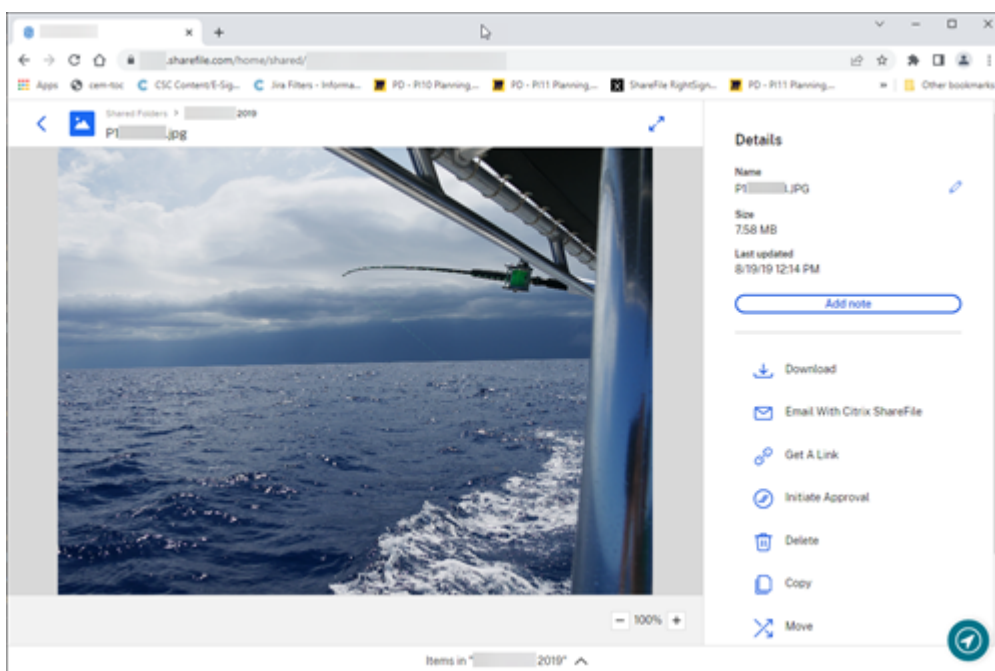 .sharefile.com/home/shared/
Apps cem-toc CSC Content/E-Sig... Jira Filters - Informa... PD - PI10 Planning,... PD - PI11 Planning,... ShareFile RightSign... PD - PI11 Planning,... » Other bookmarks
Shared Folders > 2019
P1 .jpg
Details
Name
P1 .JPG
Size
7.58 MB
Last updated
8/19/19 12:14 PM
Add note
Download
Email With Citrix ShareFile
Get A Link
Initiate Approval
Delete
Copy
Move
100%
Items in " 2019"